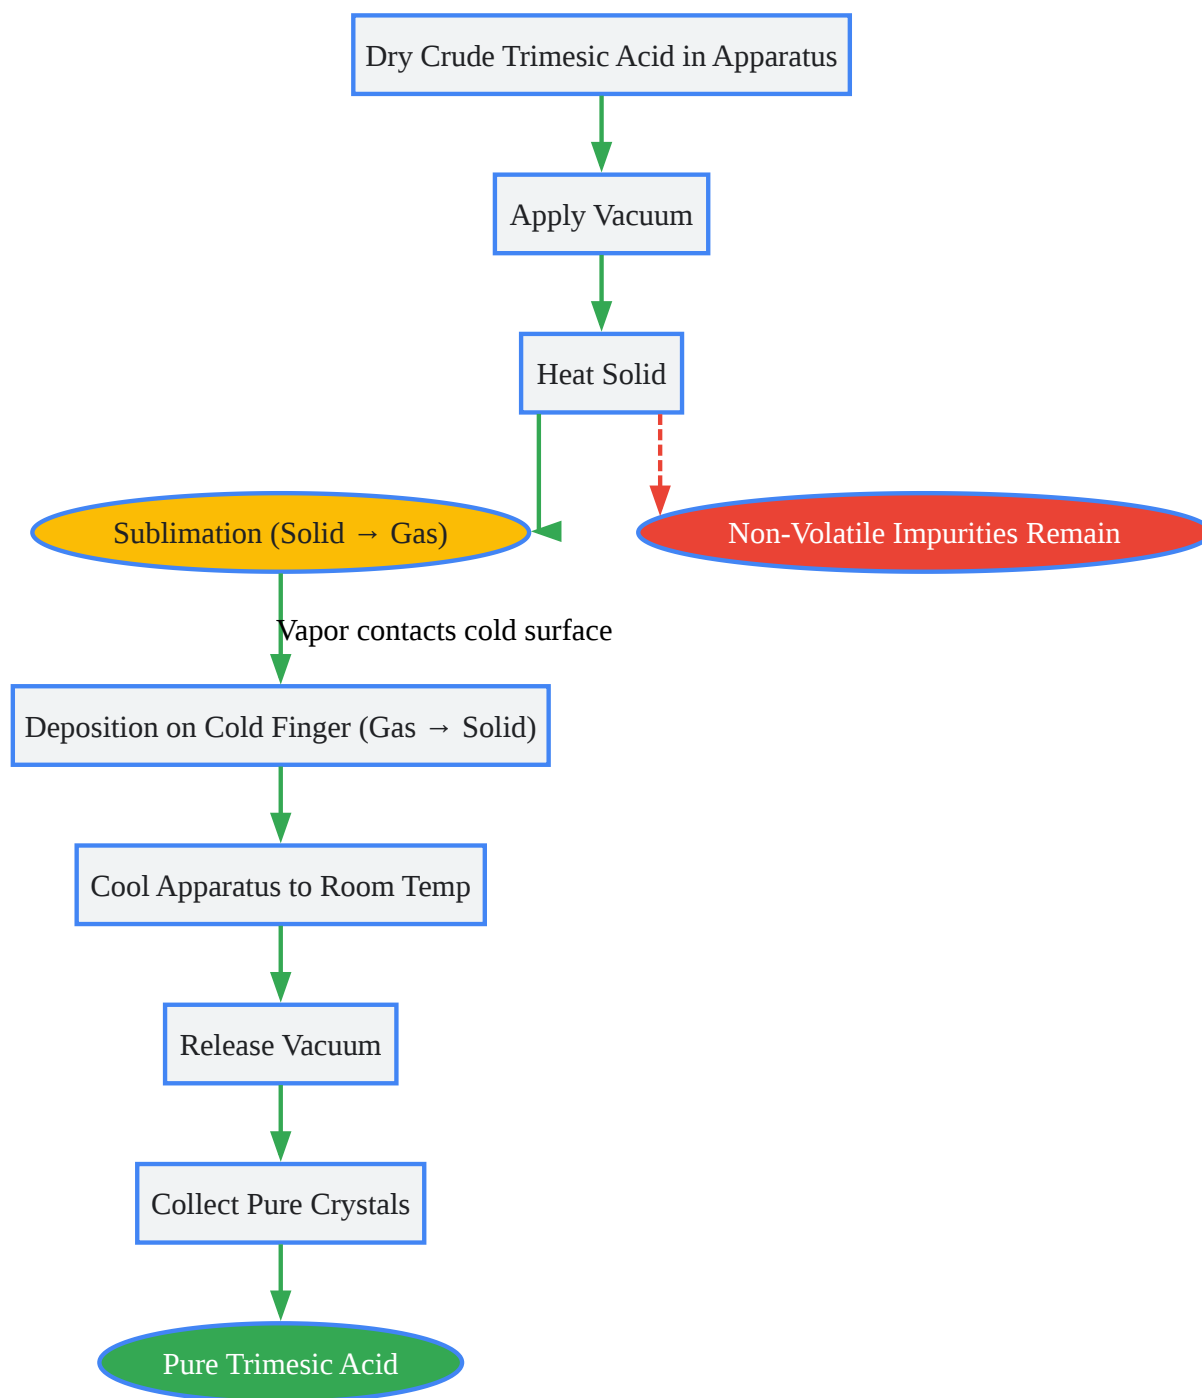 Dry Crude Trimesic Acid in Apparatus
Apply Vacuum
Heat Solid
Sublimation (Solid → Gas)
Non-Volatile Impurities Remain
Vapor contacts cold surface
Deposition on Cold Finger (Gas → Solid)
Cool Apparatus to Room Temp
Release Vacuum
Collect Pure Crystals
Pure Trimesic Acid